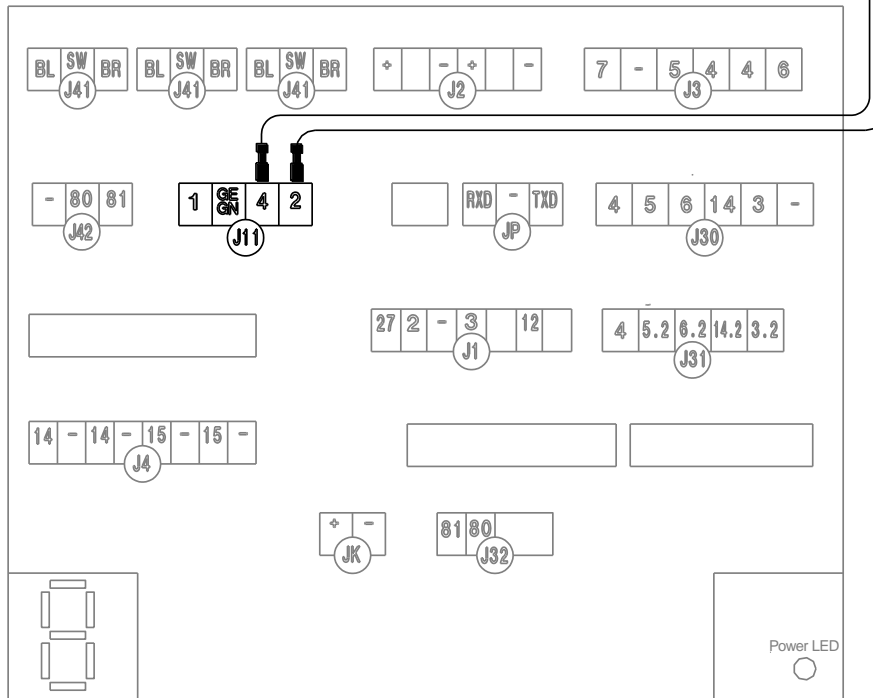 BL SW BR BL SW BR BL SW BR + - + - 7 - 5 4 4 6
J41 J41 J41 J2 J3
- 80 81 1 GE GN 4 2 RXD - TXD 4 5 6 14 3 -
J42 J11 JP J30
27 2 - 3 12 4 5.2 6.2 14.2 3.2
J1 J31
14 - 14 - 15 - 15 -
J4
+ - 81 80
JK J32
Power LED